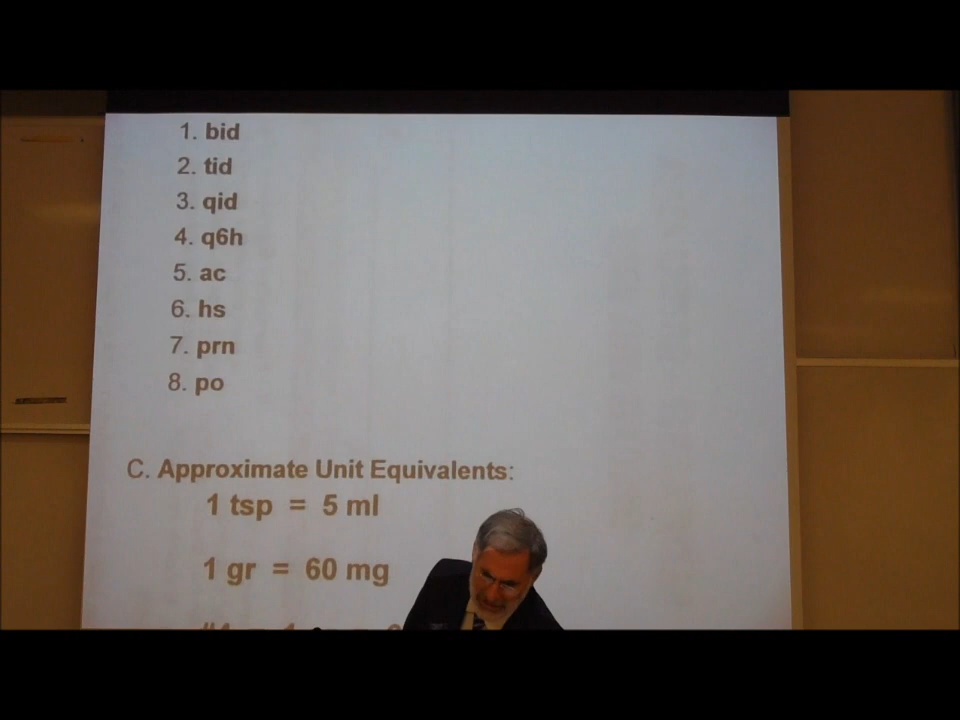 1. bid
2. tid
3. qid
4. q6h
5. ac
6. hs
7. prn
8. po
C. Approximate Unit Equivalents:
1 tsp = 5 ml
1 gr = 60 mg